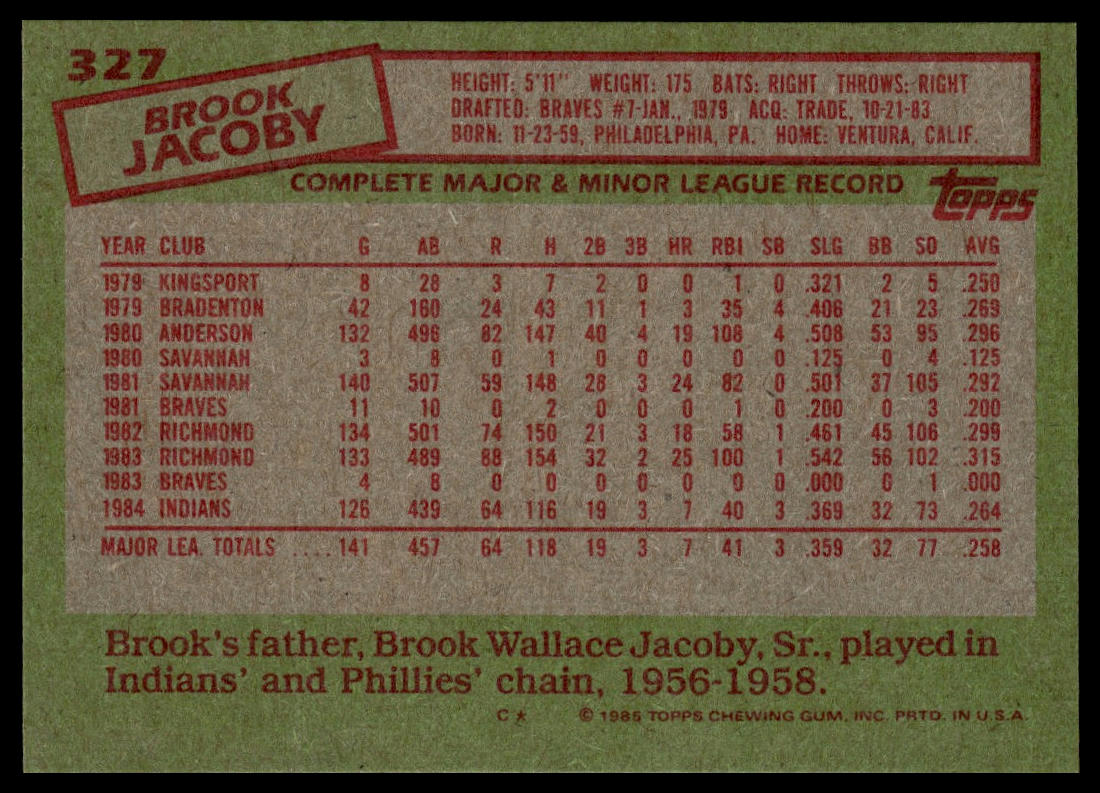 327
BROOK
JACOBY
HEIGHT: 5'11" WEIGHT: 175 BATS: RIGHT THROWS: RIGHT
DRAFTED: BRAVES #7-JAN., 1979 ACQ: TRADE, 10-21-83
BORN: 11-23-59, PHILADELPHIA, PA. HOME: VENTURA, CALIF.
COMPLETE MAJOR & MINOR LEAGUE RECORD
topps
YEAR CLUB G AB R H 2B 3B HR RBI SB SLG BB SO AVG
1979 KINGSPORT 8 28 3 7 2 0 0 1 0 .321 2 5 .250
1979 BRADENTON 42 160 24 43 11 1 3 35 4 .406 21 23 .269
1980 ANDERSON 132 496 82 147 40 4 19 108 4 .508 53 95 .296
1980 SAVANNAH 3 8 0 1 0 0 0 0 0 .125 0 4 .125
1981 SAVANNAH 140 507 59 148 28 3 24 82 0 .501 37 105 .292
1981 BRAVES 11 10 0 2 0 0 0 1 0 .200 0 3 .200
1982 RICHMOND 134 501 74 150 21 3 18 58 1 .461 45 106 .299
1983 RICHMOND 133 489 88 154 32 2 25 100 1 .542 56 102 .315
1983 BRAVES 4 8 0 0 0 0 0 0 0 .000 0 1 .000
1984 INDIANS 126 439 64 116 19 3 7 40 3 .369 32 73 .264
MAJOR LEA. TOTALS .... 141 457 64 118 19 3 7 41 3 .359 32 77 .258
Brook's father, Brook Wallace Jacoby, Sr., played in
Indians' and Phillies' chain, 1956-1958.
C★ © 1985 TOPPS CHEWING GUM, INC. PRTD. IN U.S.A.